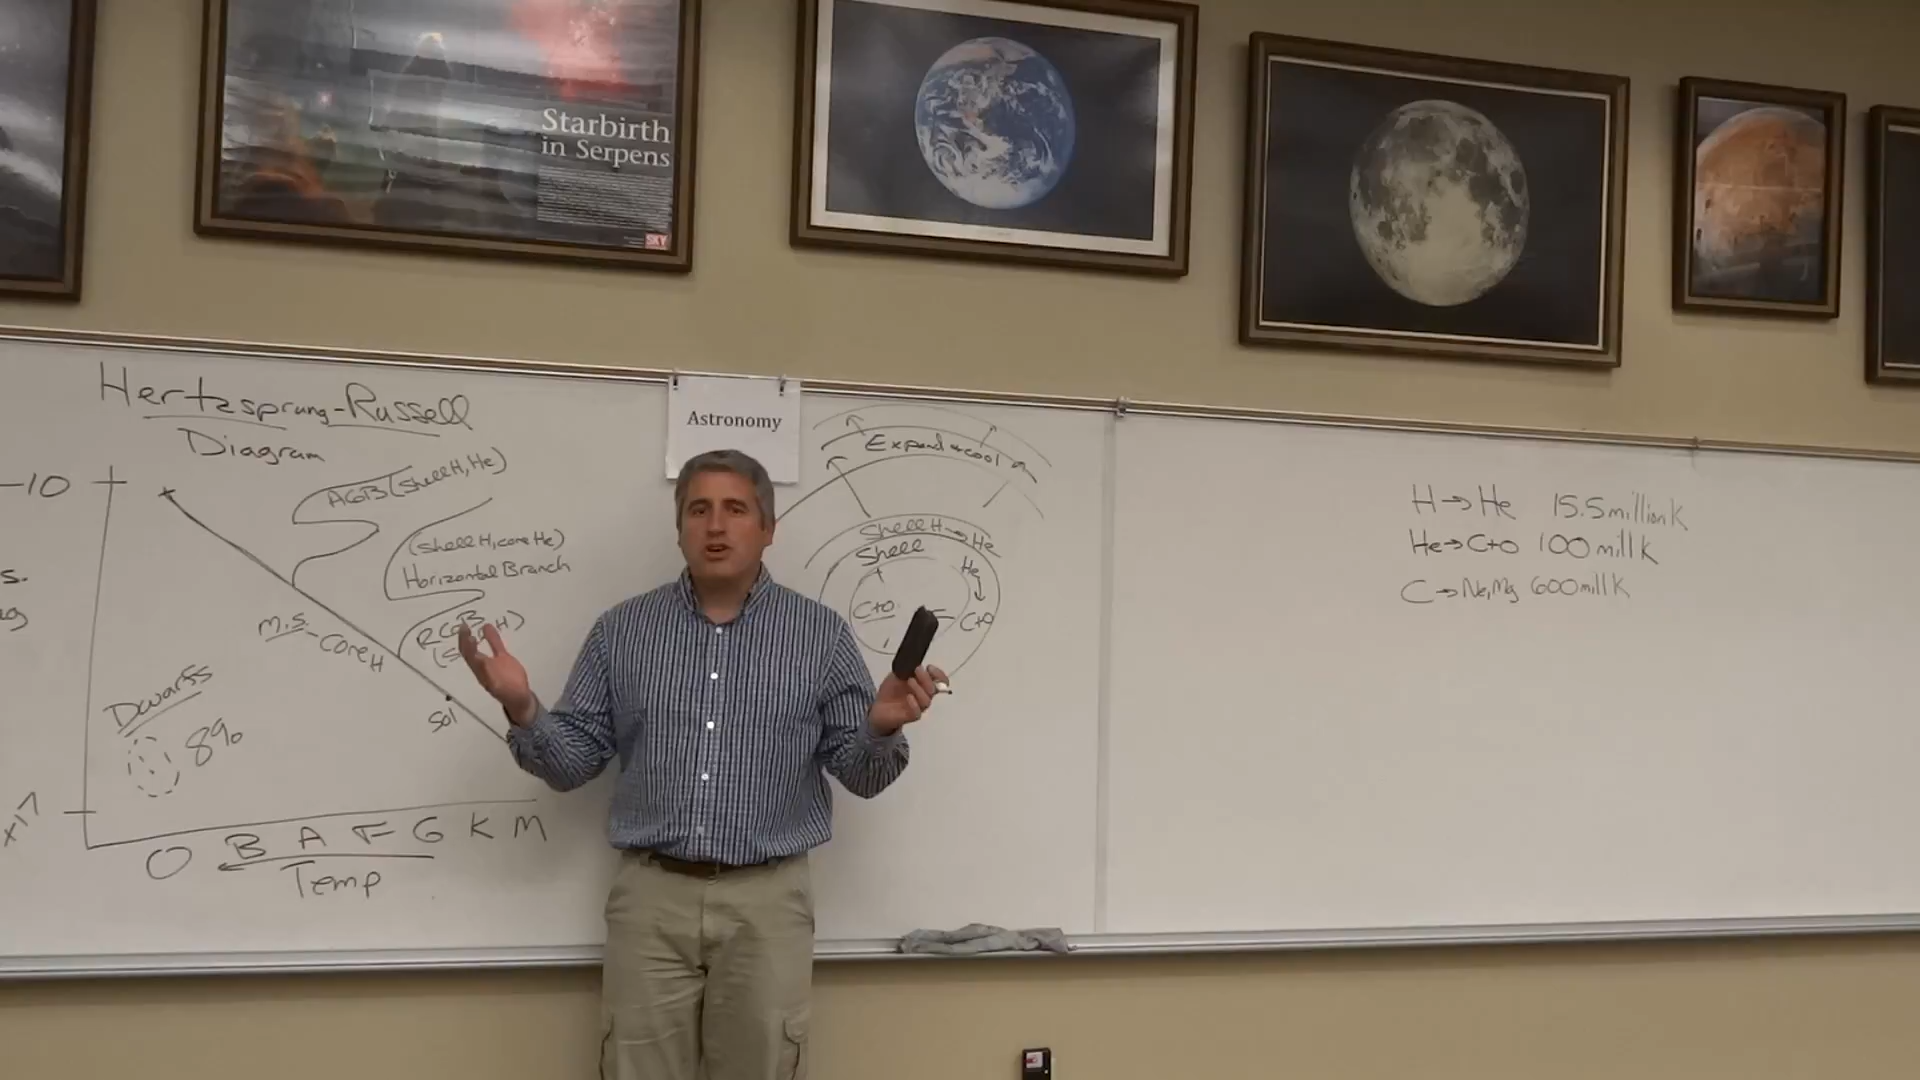 Starbirth
in Serpens
SKY
Astronomy
Hertzsprung-Russell
Diagram
-10
AGB (Shell H, He)
(Shell H, core He)
Horizontal Branch
RGB
M.S. - Core H
Sol
Dwarfs
8%
+17
O B A F G K M
Temp
s.
Expand + cool
Shell H → He
Shell
He
↓
C+O
C+O
H → He 15.5 million K
He → C+O 100 mill K
C → Ne, Mg 600 mill K